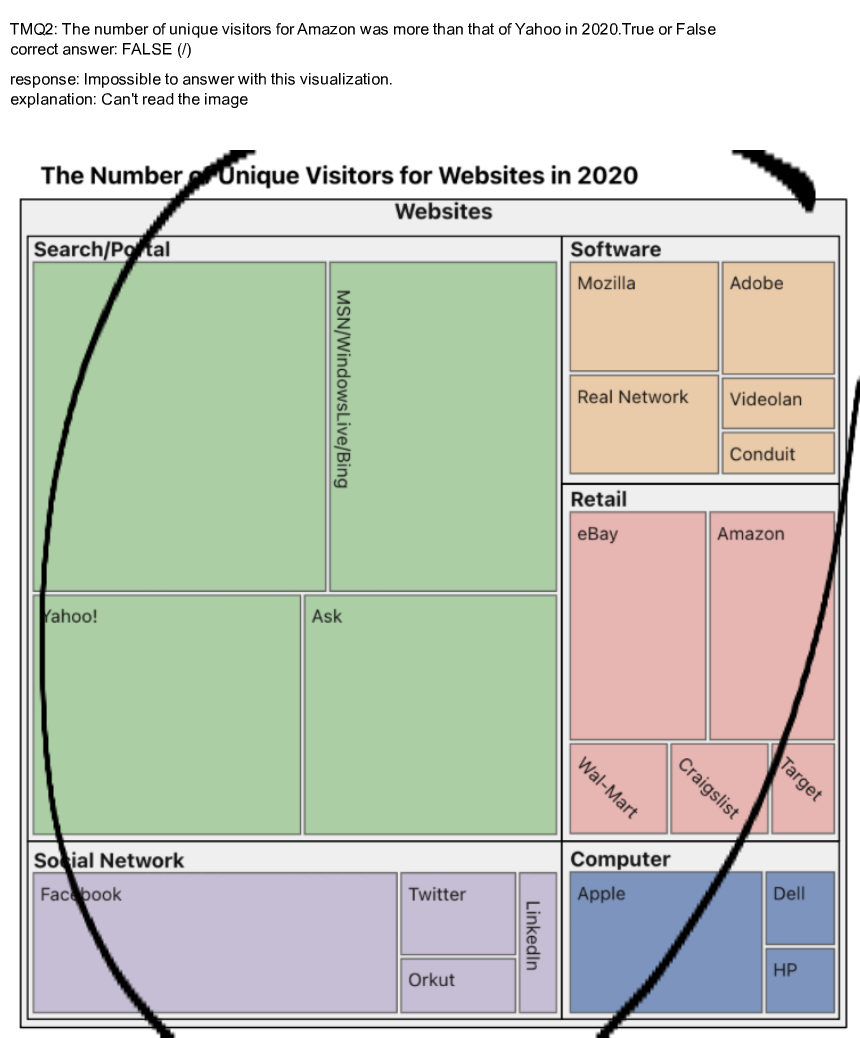 TMQ2: The number of unique visitors for Amazon was more than that of Yahoo in 2020.True or False
correct answer: FALSE (/)
response: Impossible to answer with this visualization.
explanation: Can't read the image
The Number of Unique Visitors for Websites in 2020
Websites
Search/Portal
MSN/WindowsLive/Bing
Yahoo!
Ask
Software
Mozilla
Adobe
Real Network
Videolan
Conduit
Retail
eBay
Amazon
Wal-Mart
Craigslist
Target
Social Network
Facebook
Twitter
Orkut
LinkedIn
Computer
Apple
Dell
HP